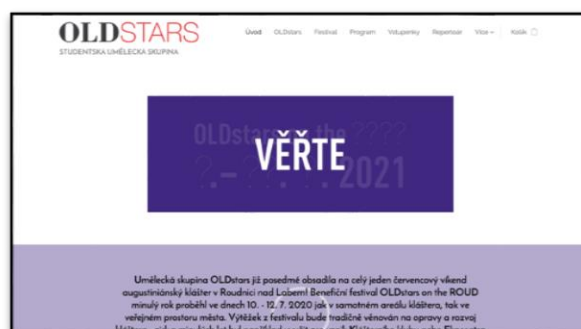 OLDSTARS
STUDENTSKÁ UMĚLECKÁ SKUPINA
Úvod OLDstars Festival Program Vstupenky Repertoár Více Košík
OLDstars on the ????
VĚŘTE
?.– ??. ?. 2021
Umělecká skupina OLDstars již posedmé obsadila na celý jeden červencový víkend
augustiniánský klášter v Roudnici nad Labem! Benefiční festival OLDstars on the ROUD
minulý rok proběhl ve dnech 10. - 12. 7. 2020 jak v samotném areálu kláštera, tak ve
veřejném prostoru města. Výtěžek z festivalu bude tradičně věnován na opravy a rozvoj